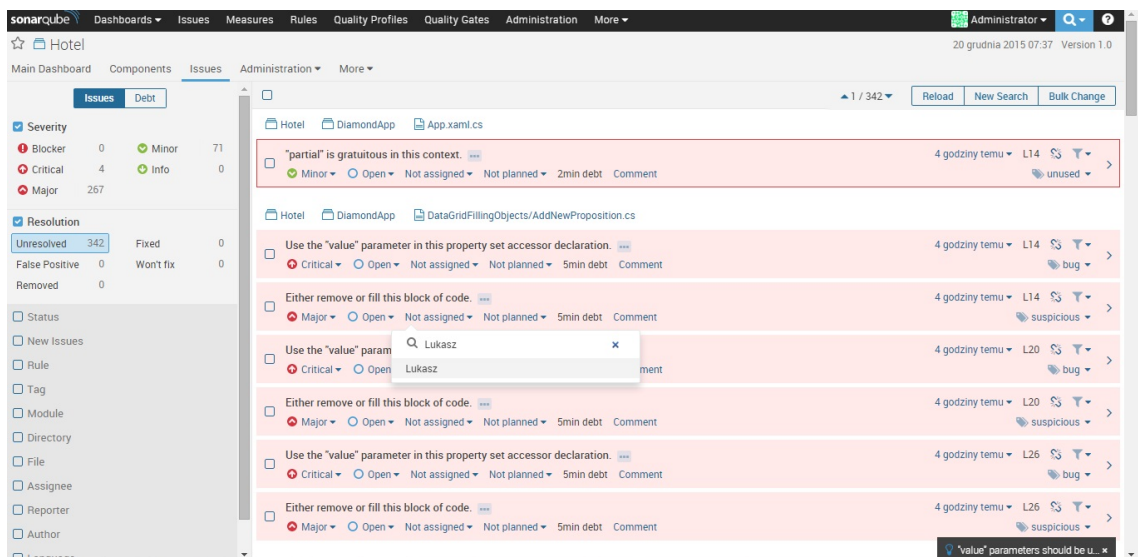 sonarqube Dashboards Issues Measures Rules Quality Profiles Quality Gates Administration More Administrator
Hotel 20 grudnia 2015 07:37 Version 1.0
Main Dashboard Components Issues Administration More
Issues Debt 1 / 342 Reload New Search Bulk Change
Severity
Blocker 0 Minor 71
Critical 4 Info 0
Major 267
Resolution
Unresolved 342 Fixed 0
False Positive 0 Won't fix 0
Removed 0
Status
New Issues
Rule
Tag
Module
Directory
File
Assignee
Reporter
Author
Language
Hotel DiamondApp App.xaml.cs
"partial" is gratuitous in this context. 4 godziny temu L14
Minor Open Not assigned Not planned 2min debt Comment unused
Hotel DiamondApp DataGridFillingObjects/AddNewProposition.cs
Use the "value" parameter in this property set accessor declaration. 4 godziny temu L14
Critical Open Not assigned Not planned 5min debt Comment bug
Either remove or fill this block of code. 4 godziny temu L14
Major Open Not assigned Not planned 5min debt Comment suspicious
Lukasz
Lukasz
Use the "value" param 4 godziny temu L20
Critical Open ment bug
Either remove or fill this block of code. 4 godziny temu L20
Major Open Not assigned Not planned 5min debt Comment suspicious
Use the "value" parameter in this property set accessor declaration. 4 godziny temu L26
Critical Open Not assigned Not planned 5min debt Comment bug
Either remove or fill this block of code. 4 godziny temu L26
Major Open Not assigned Not planned 5min debt Comment suspicious
"value" parameters should be u...